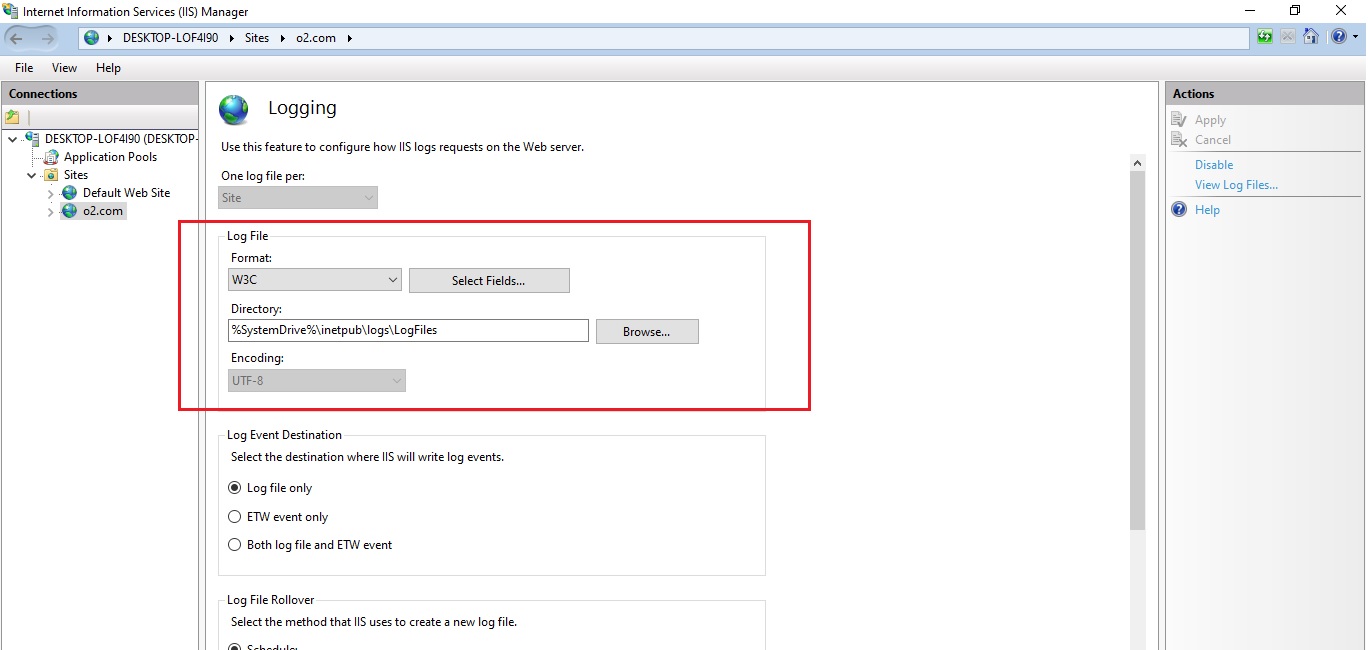 Internet Information Services (IIS) Manager
DESKTOP-LOF4I90 Sites o2.com
File View Help
Connections
DESKTOP-LOF4I90 (DESKTOP-
Application Pools
Sites
Default Web Site
o2.com
Logging
Use this feature to configure how IIS logs requests on the Web server.
One log file per:
Site
Log File
Format:
W3C Select Fields...
Directory:
%SystemDrive%\inetpub\logs\LogFiles Browse...
Encoding:
UTF-8
Log Event Destination
Select the destination where IIS will write log events.
Log file only
ETW event only
Both log file and ETW event
Log File Rollover
Select the method that IIS uses to create a new log file.
Schedule:
Actions
Apply
Cancel
Disable
View Log Files...
Help